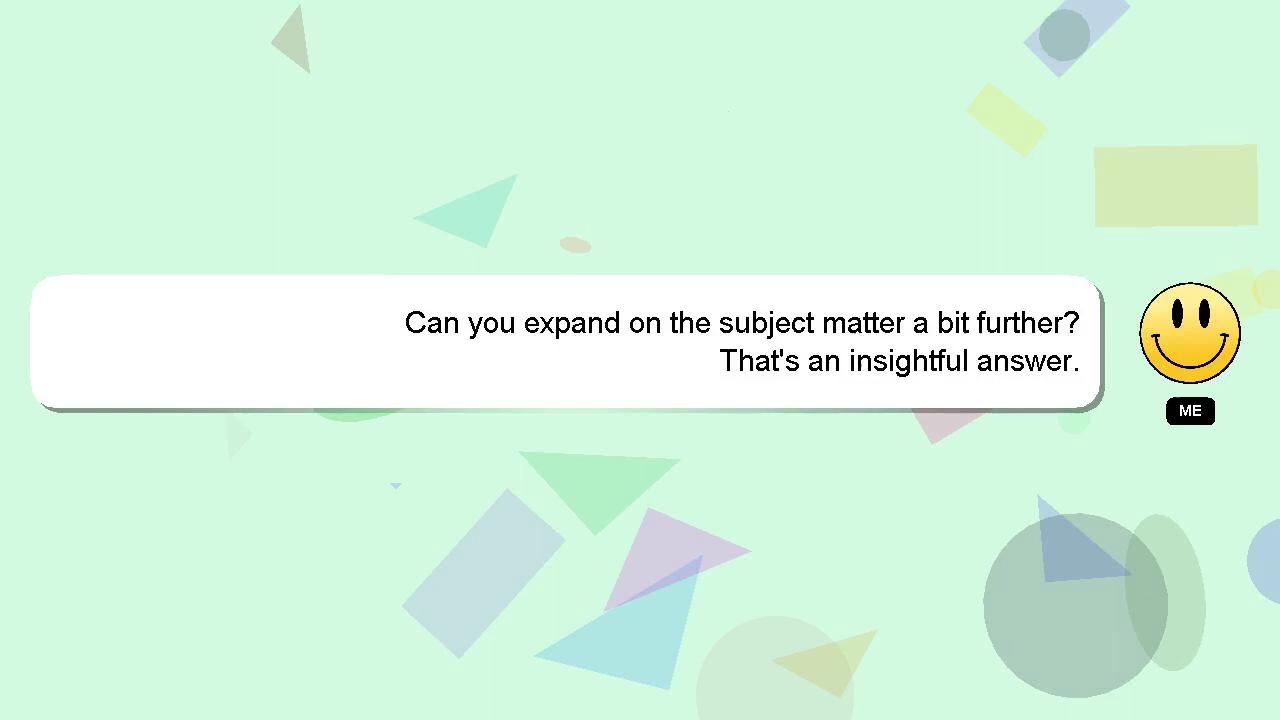 Can you expand on the subject matter a bit further?
That's an insightful answer.
ME